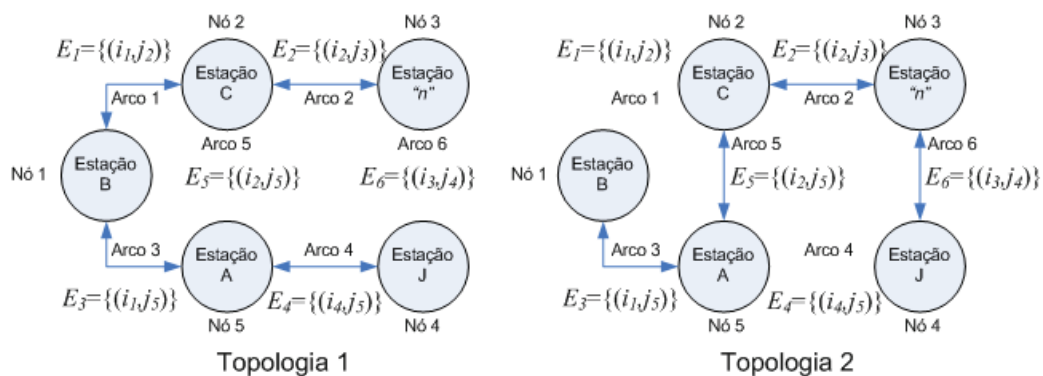 Nó 2
Nó 3
E1={(i1,j2)}
E2={(i2,j3)}
Estação
C
Estação
"n"
Arco 1
Arco 2
Arco 5
Arco 6
Nó 1
Estação
B
E5={(i2,j5)}
E6={(i3,j4)}
Arco 3
Estação
A
Arco 4
Estação
J
E3={(i1,j5)}
E4={(i4,j5)}
Nó 5
Nó 4
Topologia 1
Nó 2
Nó 3
E1={(i1,j2)}
E2={(i2,j3)}
Estação
C
Estação
"n"
Arco 1
Arco 2
Arco 5
Arco 6
Nó 1
Estação
B
E5={(i2,j5)}
E6={(i3,j4)}
Arco 3
Estação
A
Arco 4
Estação
J
E3={(i1,j5)}
E4={(i4,j5)}
Nó 5
Nó 4
Topologia 2